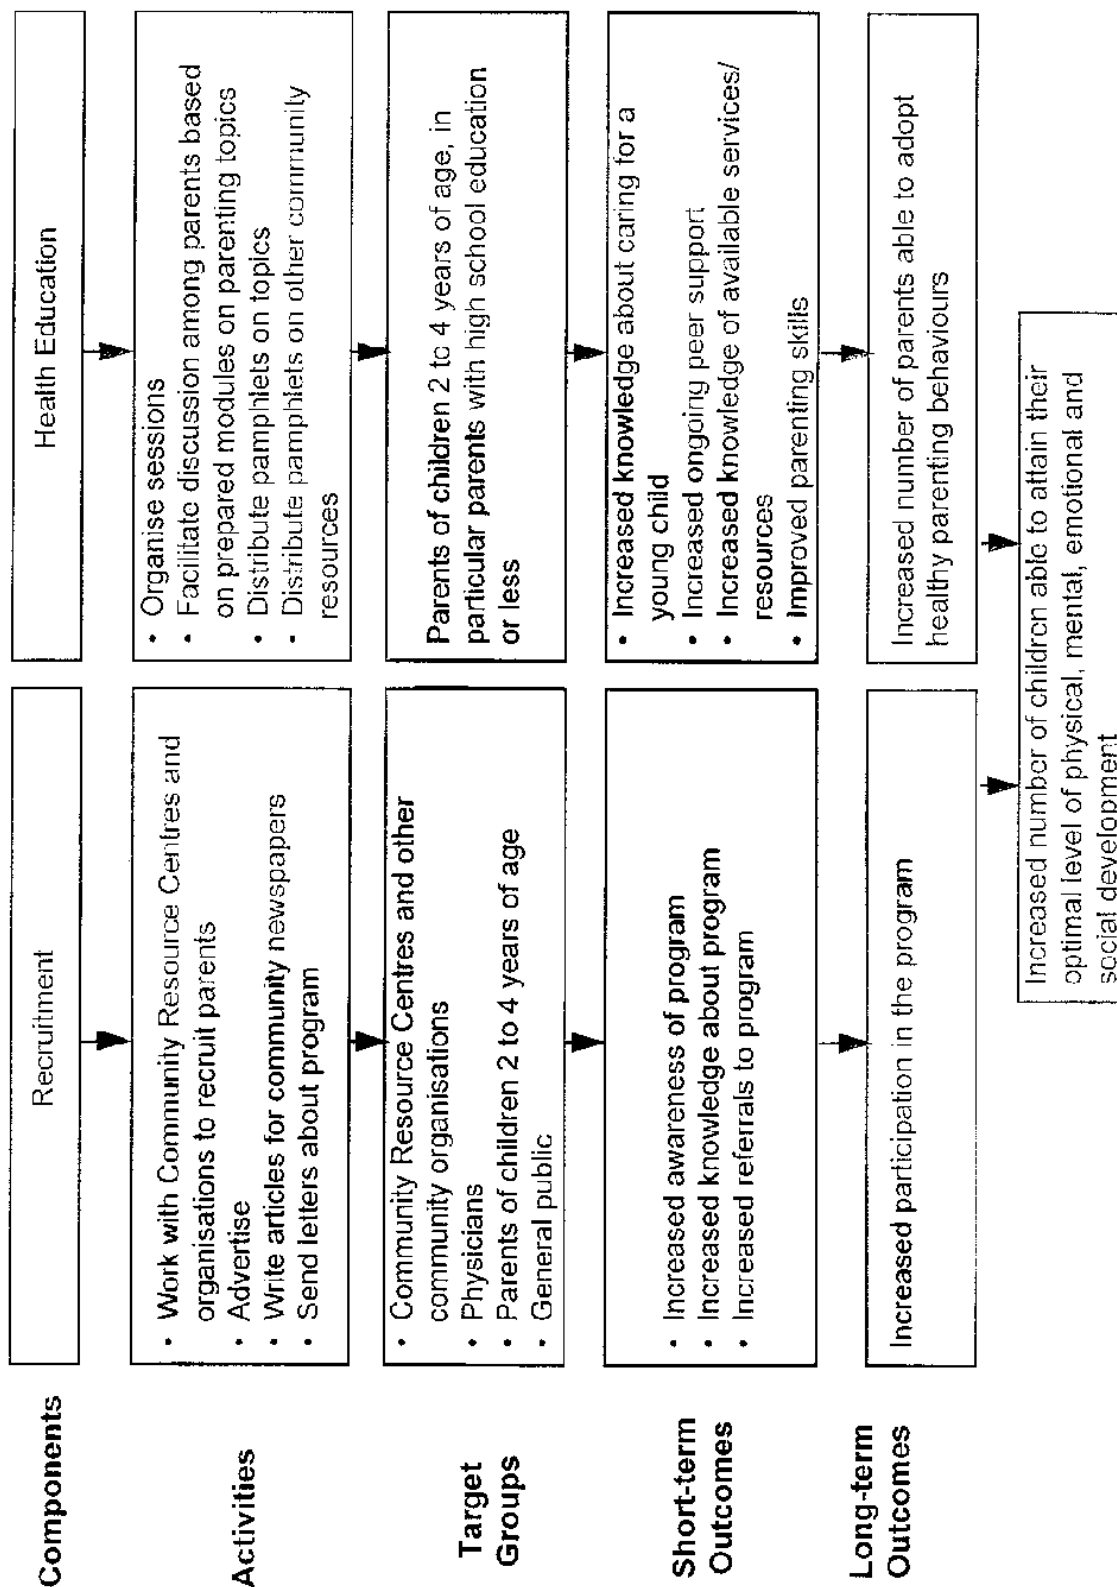 Components
Recruitment
Health Education
Activities
• Work with Community Resource Centres and
organisations to recruit parents
• Advertise
• Write articles for community newspapers
• Send letters about program
• Organise sessions
• Facilitate discussion among parents based
on prepared modules on parenting topics
• Distribute pamphlets on topics
• Distribute pamphlets on other community
resources
Target
Groups
• Community Resource Centres and other
community organisations
• Physicians
• Parents of children 2 to 4 years of age
• General public
Parents of children 2 to 4 years of age, in
particular parents with high school education
or less
Short-term
Outcomes
• Increased awareness of program
• Increased knowledge about program
• Increased referrals to program
• Increased knowledge about caring for a
young child
• Increased ongoing peer support
• Increased knowledge of available services/
resources
• Improved parenting skills
Long-term
Outcomes
Increased participation in the program
Increased number of parents able to adopt
healthy parenting behaviours
Increased number of children able to attain their
optimal level of physical, mental, emotional and
social development